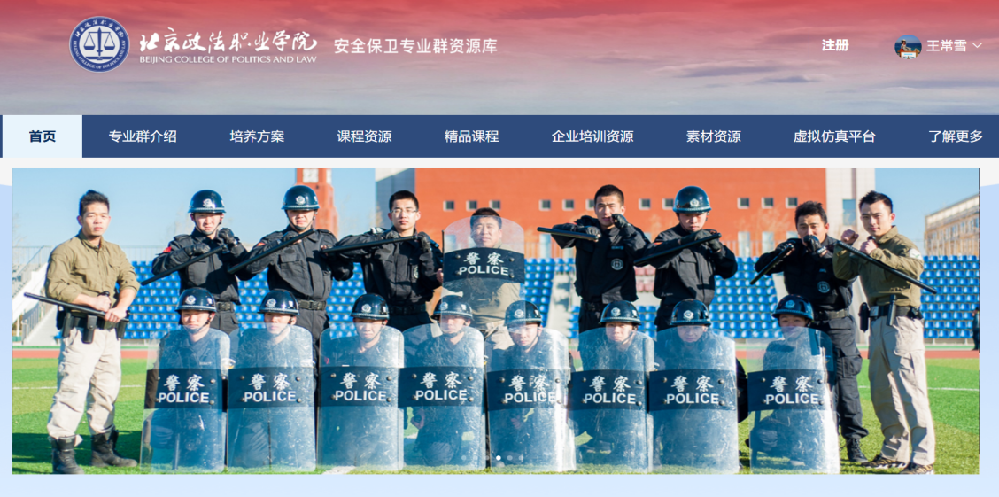 北京政法职业学院
BEIJING COLLEGE OF POLITICS AND LAW
安全保卫专业群资源库
注册
王常雪
首页 专业群介绍 培养方案 课程资源 精品课程 企业培训资源 素材资源 虚拟仿真平台 了解更多
警察
POLICE
警察 警察 警察 警察 警察 警察 警察 警察
POLICE POLICE POLICE POLICE POLICE POLICE POLICE POLICE